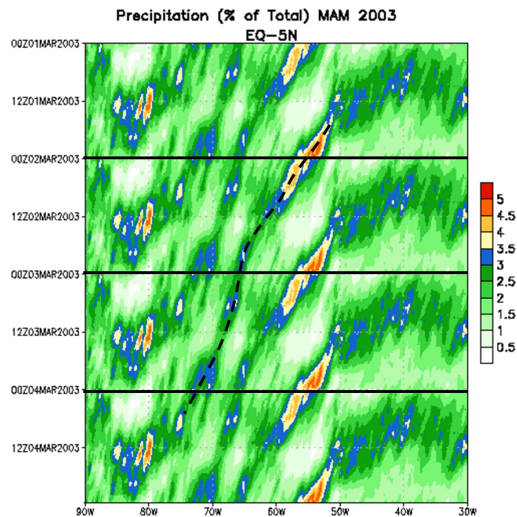 Precipitation (% of Total) MAM 2003
EQ-5N
00Z01MAR2003
12Z01MAR2003
00Z02MAR2003
12Z02MAR2003
00Z03MAR2003
12Z03MAR2003
00Z04MAR2003
12Z04MAR2003
90W 80W 70W 60W 50W 40W 30W
5
4.5
4
3.5
3
2.5
2
1.5
1
0.5